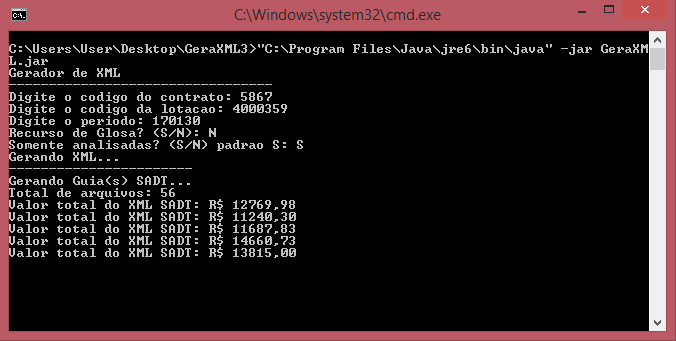 C:\Windows\system32\cmd.exe
C:\Users\User\Desktop\GeraXML3>"C:\Program Files\Java\jre6\bin\java" -jar GeraXM
L.jar
Gerador de XML
---------------------------------
Digite o codigo do contrato: 5867
Digite o codigo da lotacao: 4000359
Digite o periodo: 170130
Recurso de Glosa? (S/N): N
Somente analisadas? (S/N) padrao S: S
Gerando XML...
-----------------------
Gerando Guia(s) SADT...
Total de arquivos: 56
Valor total do XML SADT: R$ 12769,98
Valor total do XML SADT: R$ 11240,30
Valor total do XML SADT: R$ 11687,83
Valor total do XML SADT: R$ 14660,73
Valor total do XML SADT: R$ 13815,00